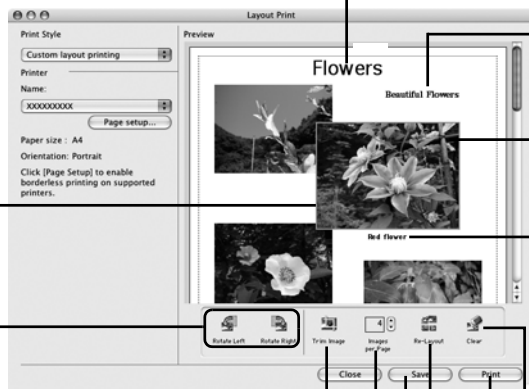 Layout Print
Print Style
Custom layout printing
Printer
Name:
XXXXXXXXX
Page setup...
Paper size : A4
Orientation: Portrait
Click [Page Setup] to enable
borderless printing on supported
printers.
Preview
Flowers
Beautiful Flowers
Red flower
Rotate Left
Rotate Right
Trim Image
4
Images
per Page
Re-Layout
Clear
Close
Save
Print